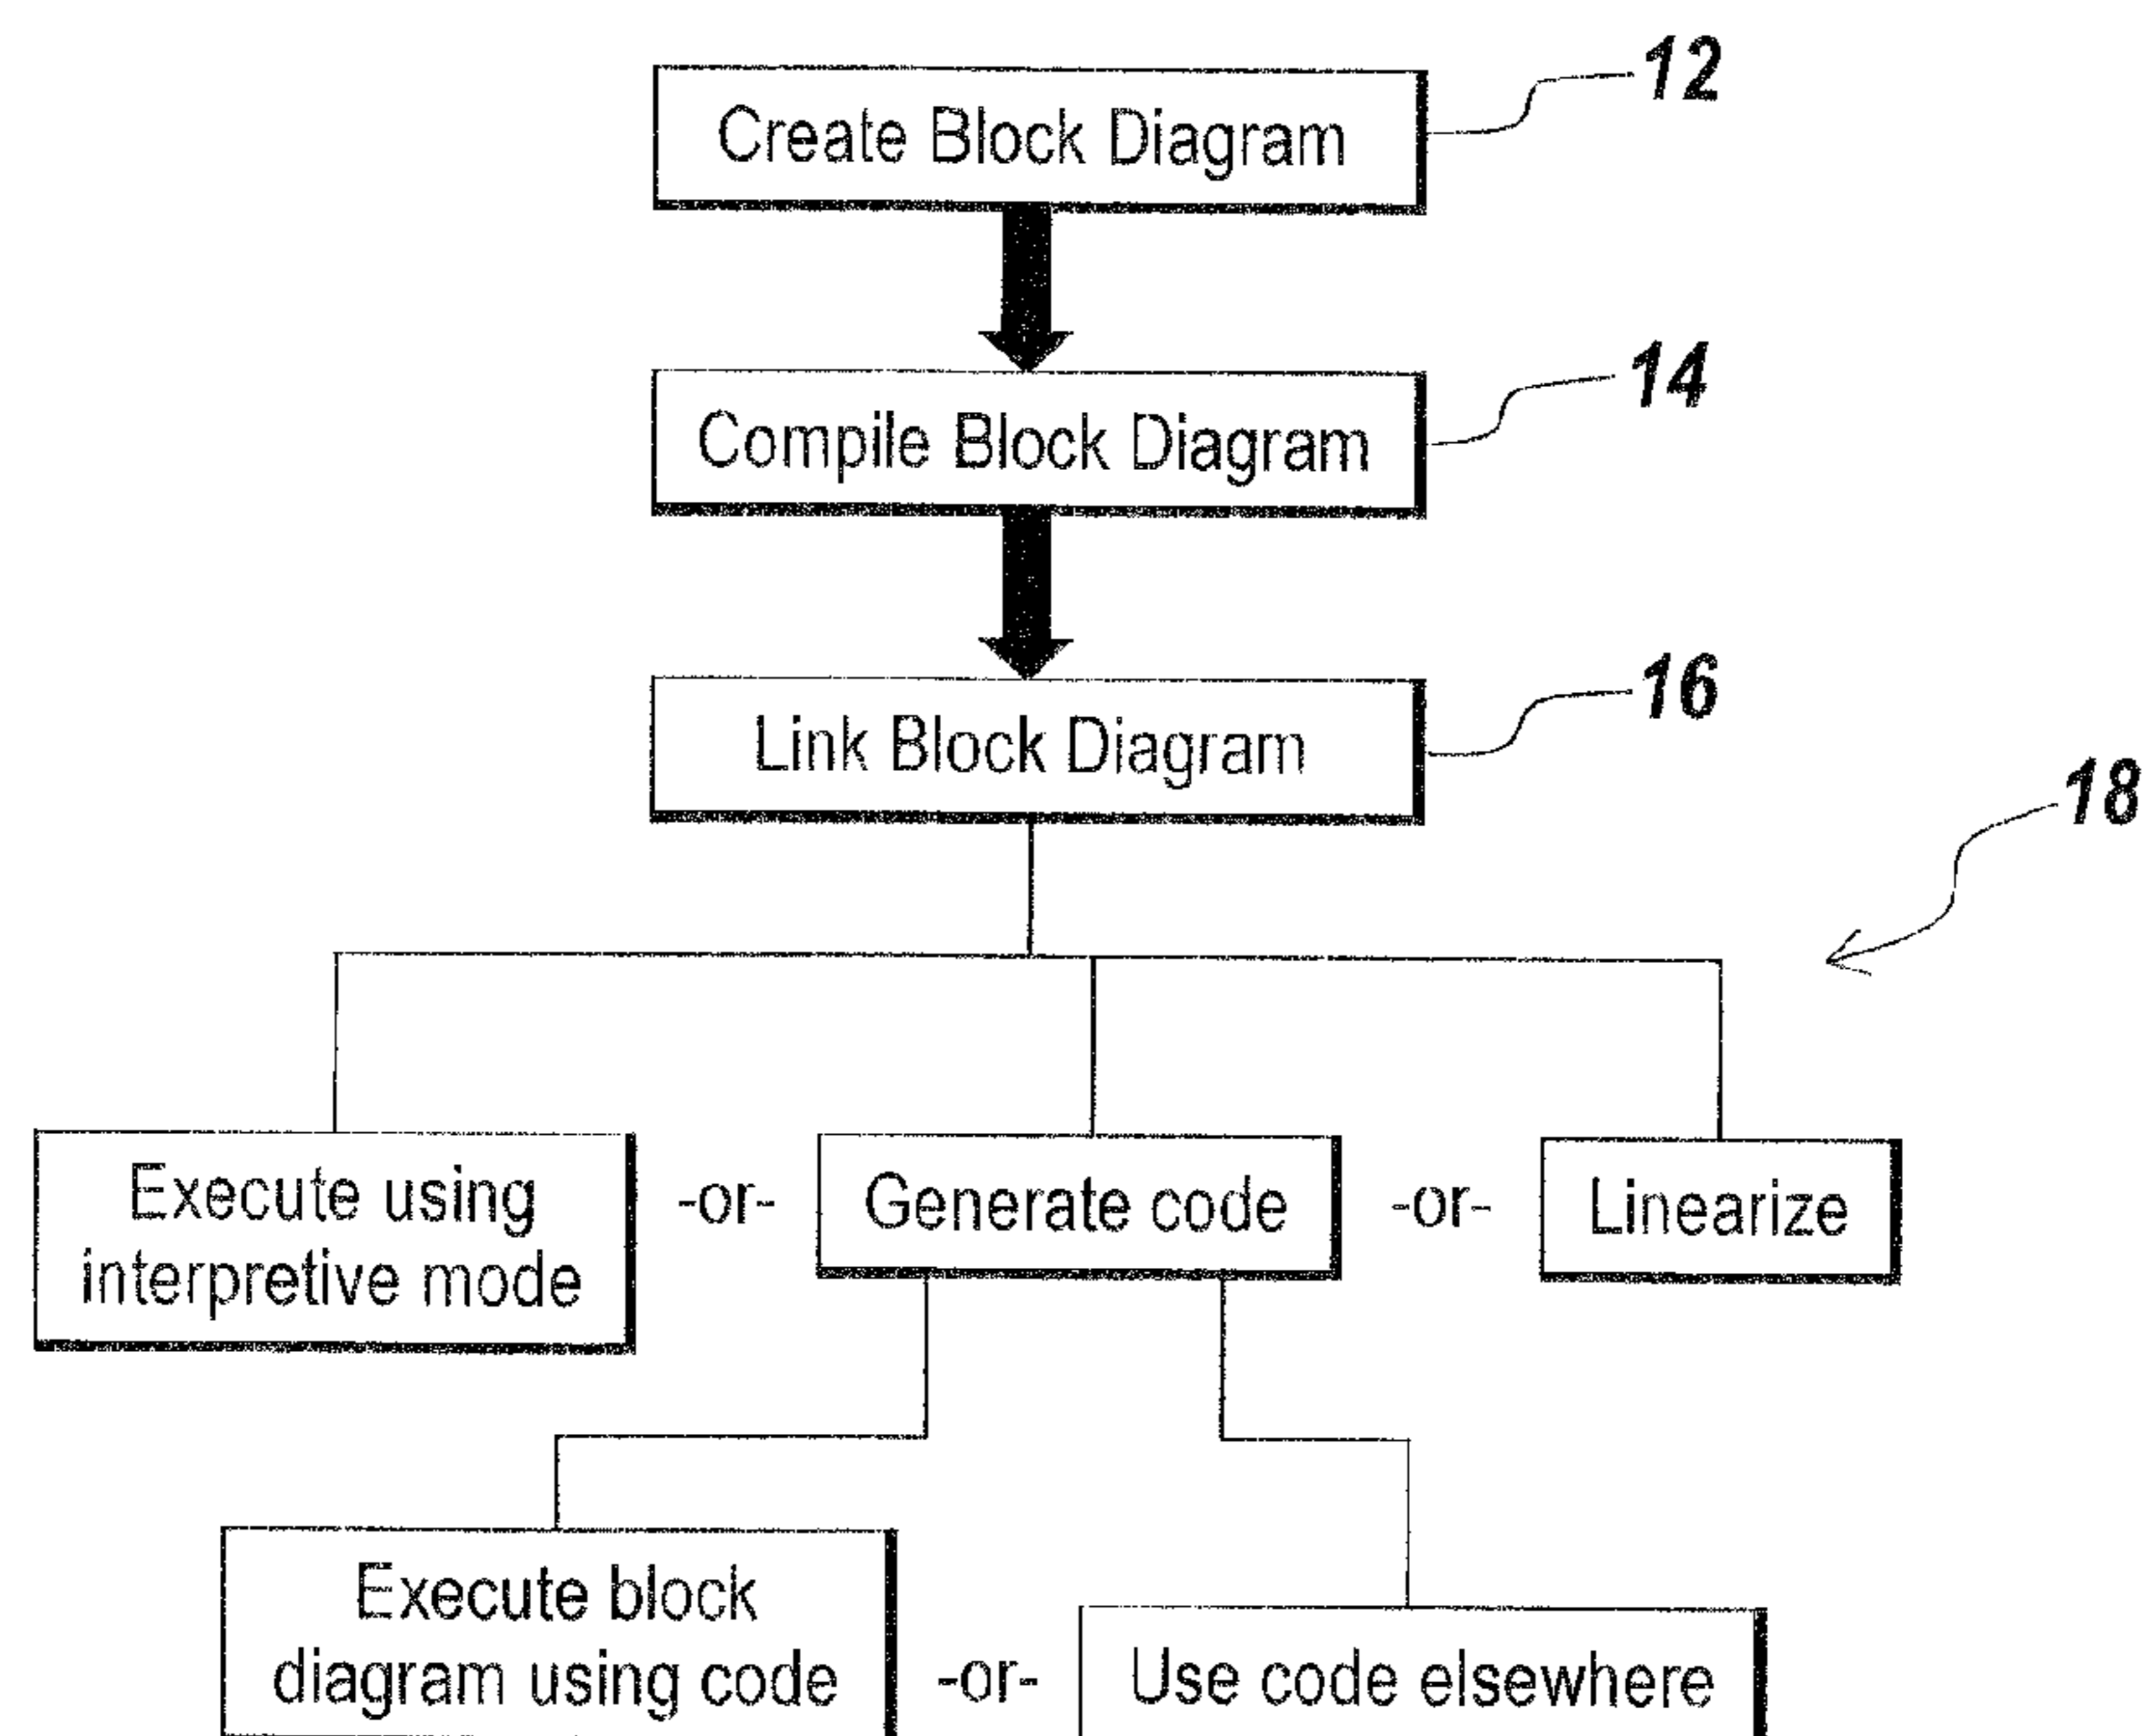 12
Create Block Diagram
14
Compile Block Diagram
16
Link Block Diagram
18
Execute using
interpretive mode
-or-
Generate code
-or-
Linearize
Execute block
diagram using code
-or-
Use code elsewhere